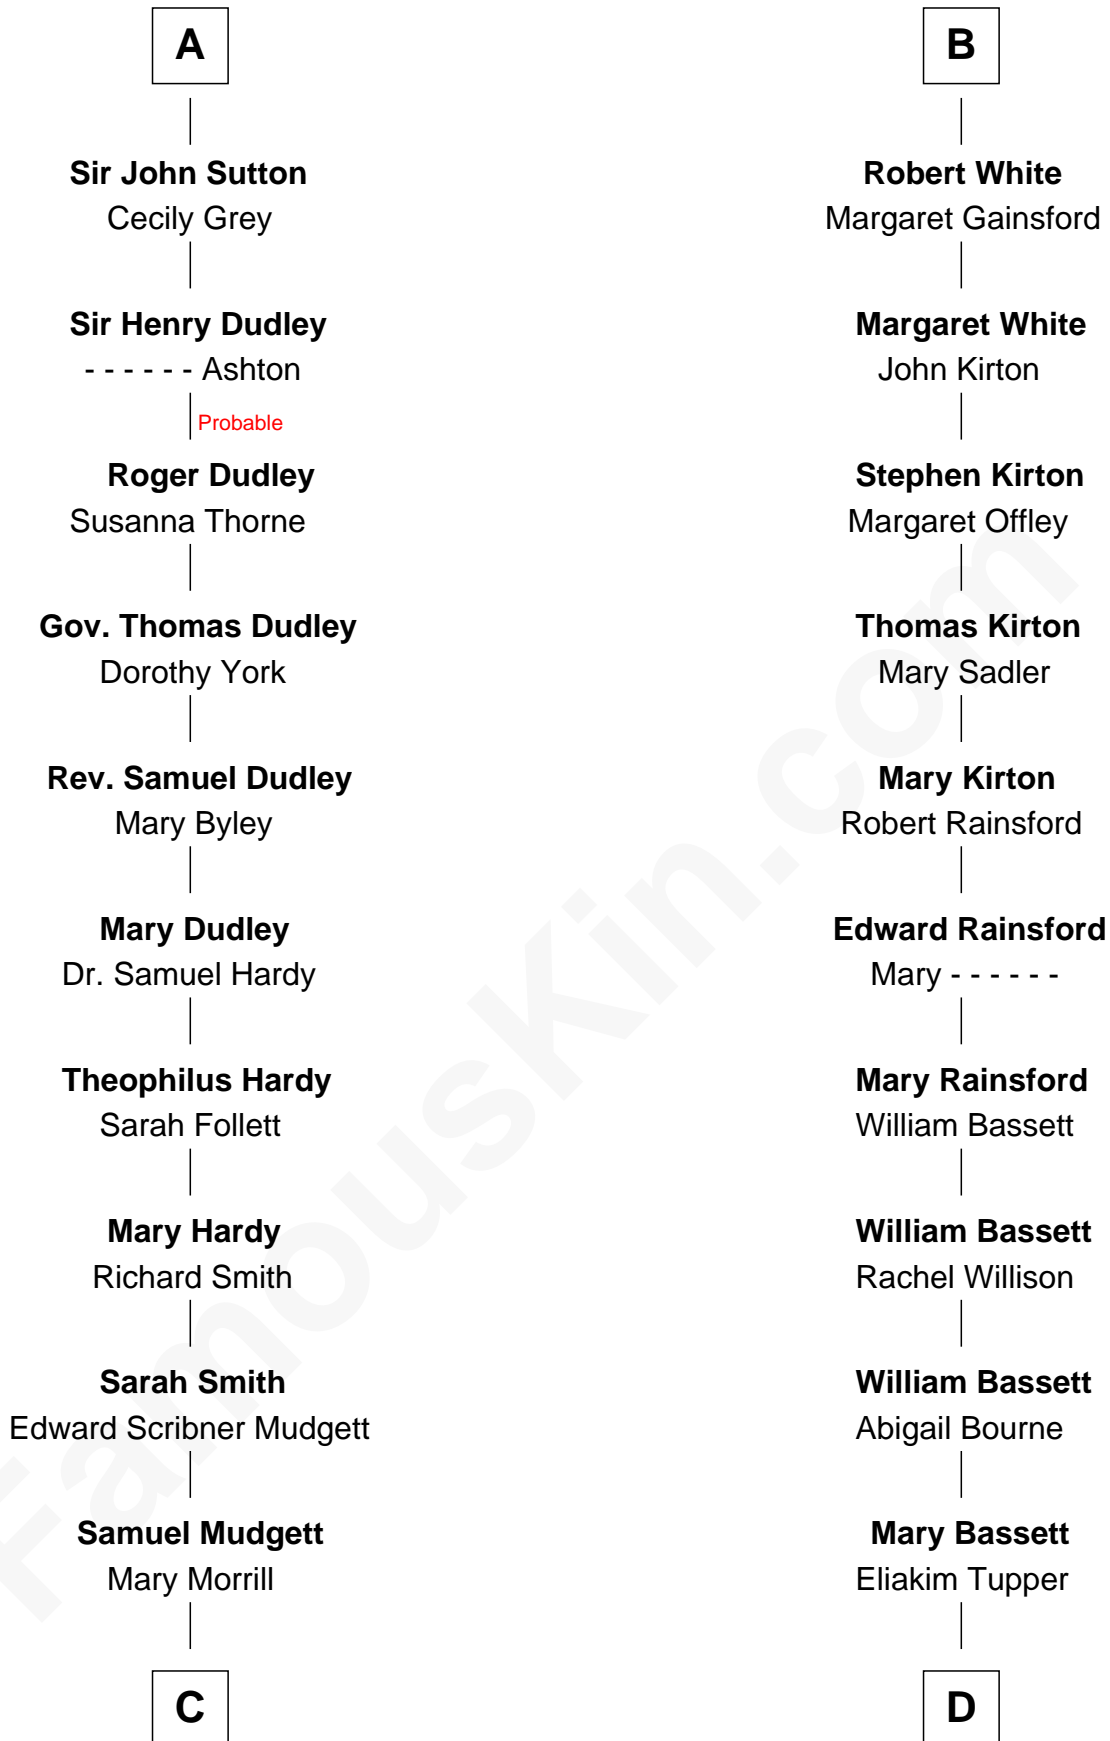 A
Sir John Sutton
Cecily Grey
Sir Henry Dudley
- - - - - - Ashton
Probable
Roger Dudley
Susanna Thorne
Gov. Thomas Dudley
Dorothy York
Rev. Samuel Dudley
Mary Byley
Mary Dudley
Dr. Samuel Hardy
Theophilus Hardy
Sarah Follett
Mary Hardy
Richard Smith
Sarah Smith
Edward Scribner Mudgett
Samuel Mudgett
Mary Morrill
C
B
Robert White
Margaret Gainsford
Margaret White
John Kirton
Stephen Kirton
Margaret Offley
Thomas Kirton
Mary Sadler
Mary Kirton
Robert Rainsford
Edward Rainsford
Mary - - - - - -
Mary Rainsford
William Bassett
William Bassett
Rachel Willison
William Bassett
Abigail Bourne
Mary Bassett
Eliakim Tupper
D
FamousKin.com